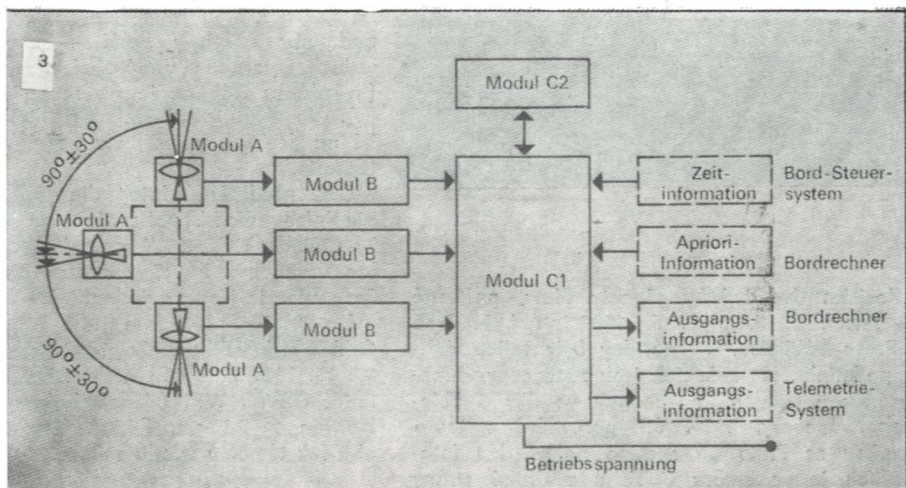 3
Modul C2
Modul A
90°±30°
Modul B
Zeit-
information
Bord-Steuer-
system
Modul A
Modul B
Modul C1
Apriori-
Information
Bordrechner
Modul B
Ausgangs-
information
Bordrechner
90°±30°
Modul A
Ausgangs-
information
Telemetrie-
System
Betriebsspannung